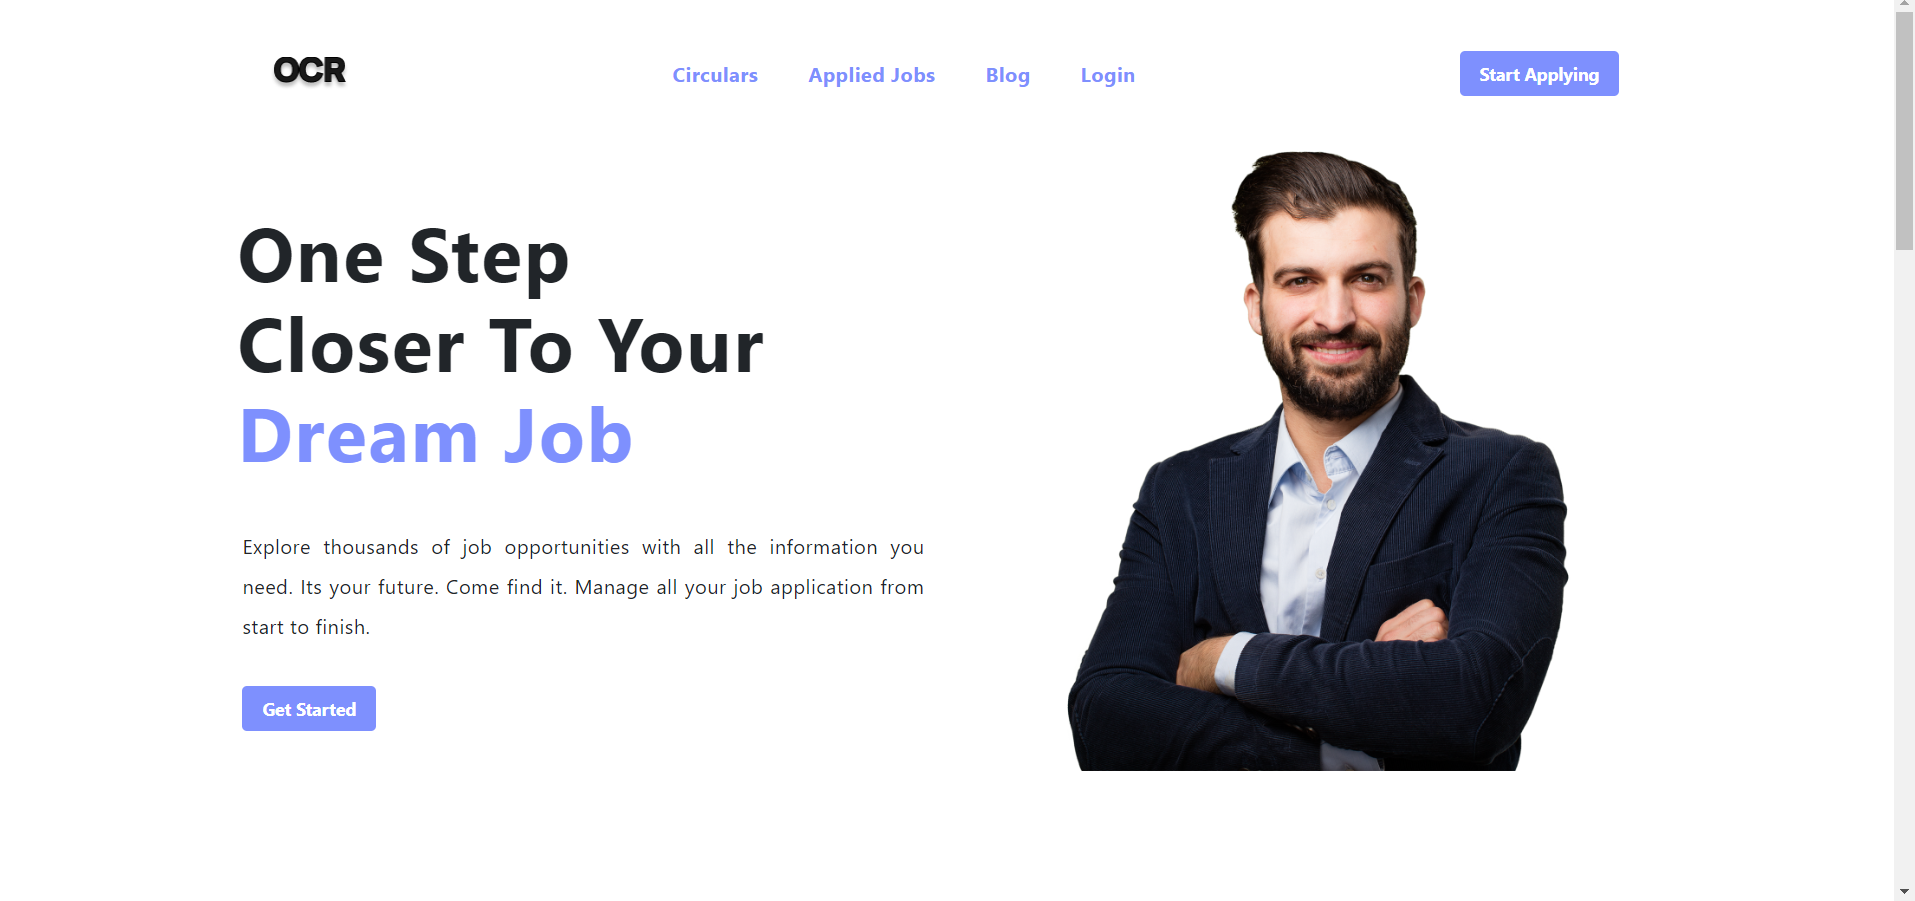 OCR
Circulars
Applied Jobs
Blog
Login
Start Applying
One Step
Closer To Your
Dream Job
Explore thousands of job opportunities with all the information you
need. Its your future. Come find it. Manage all your job application from
start to finish.
Get Started